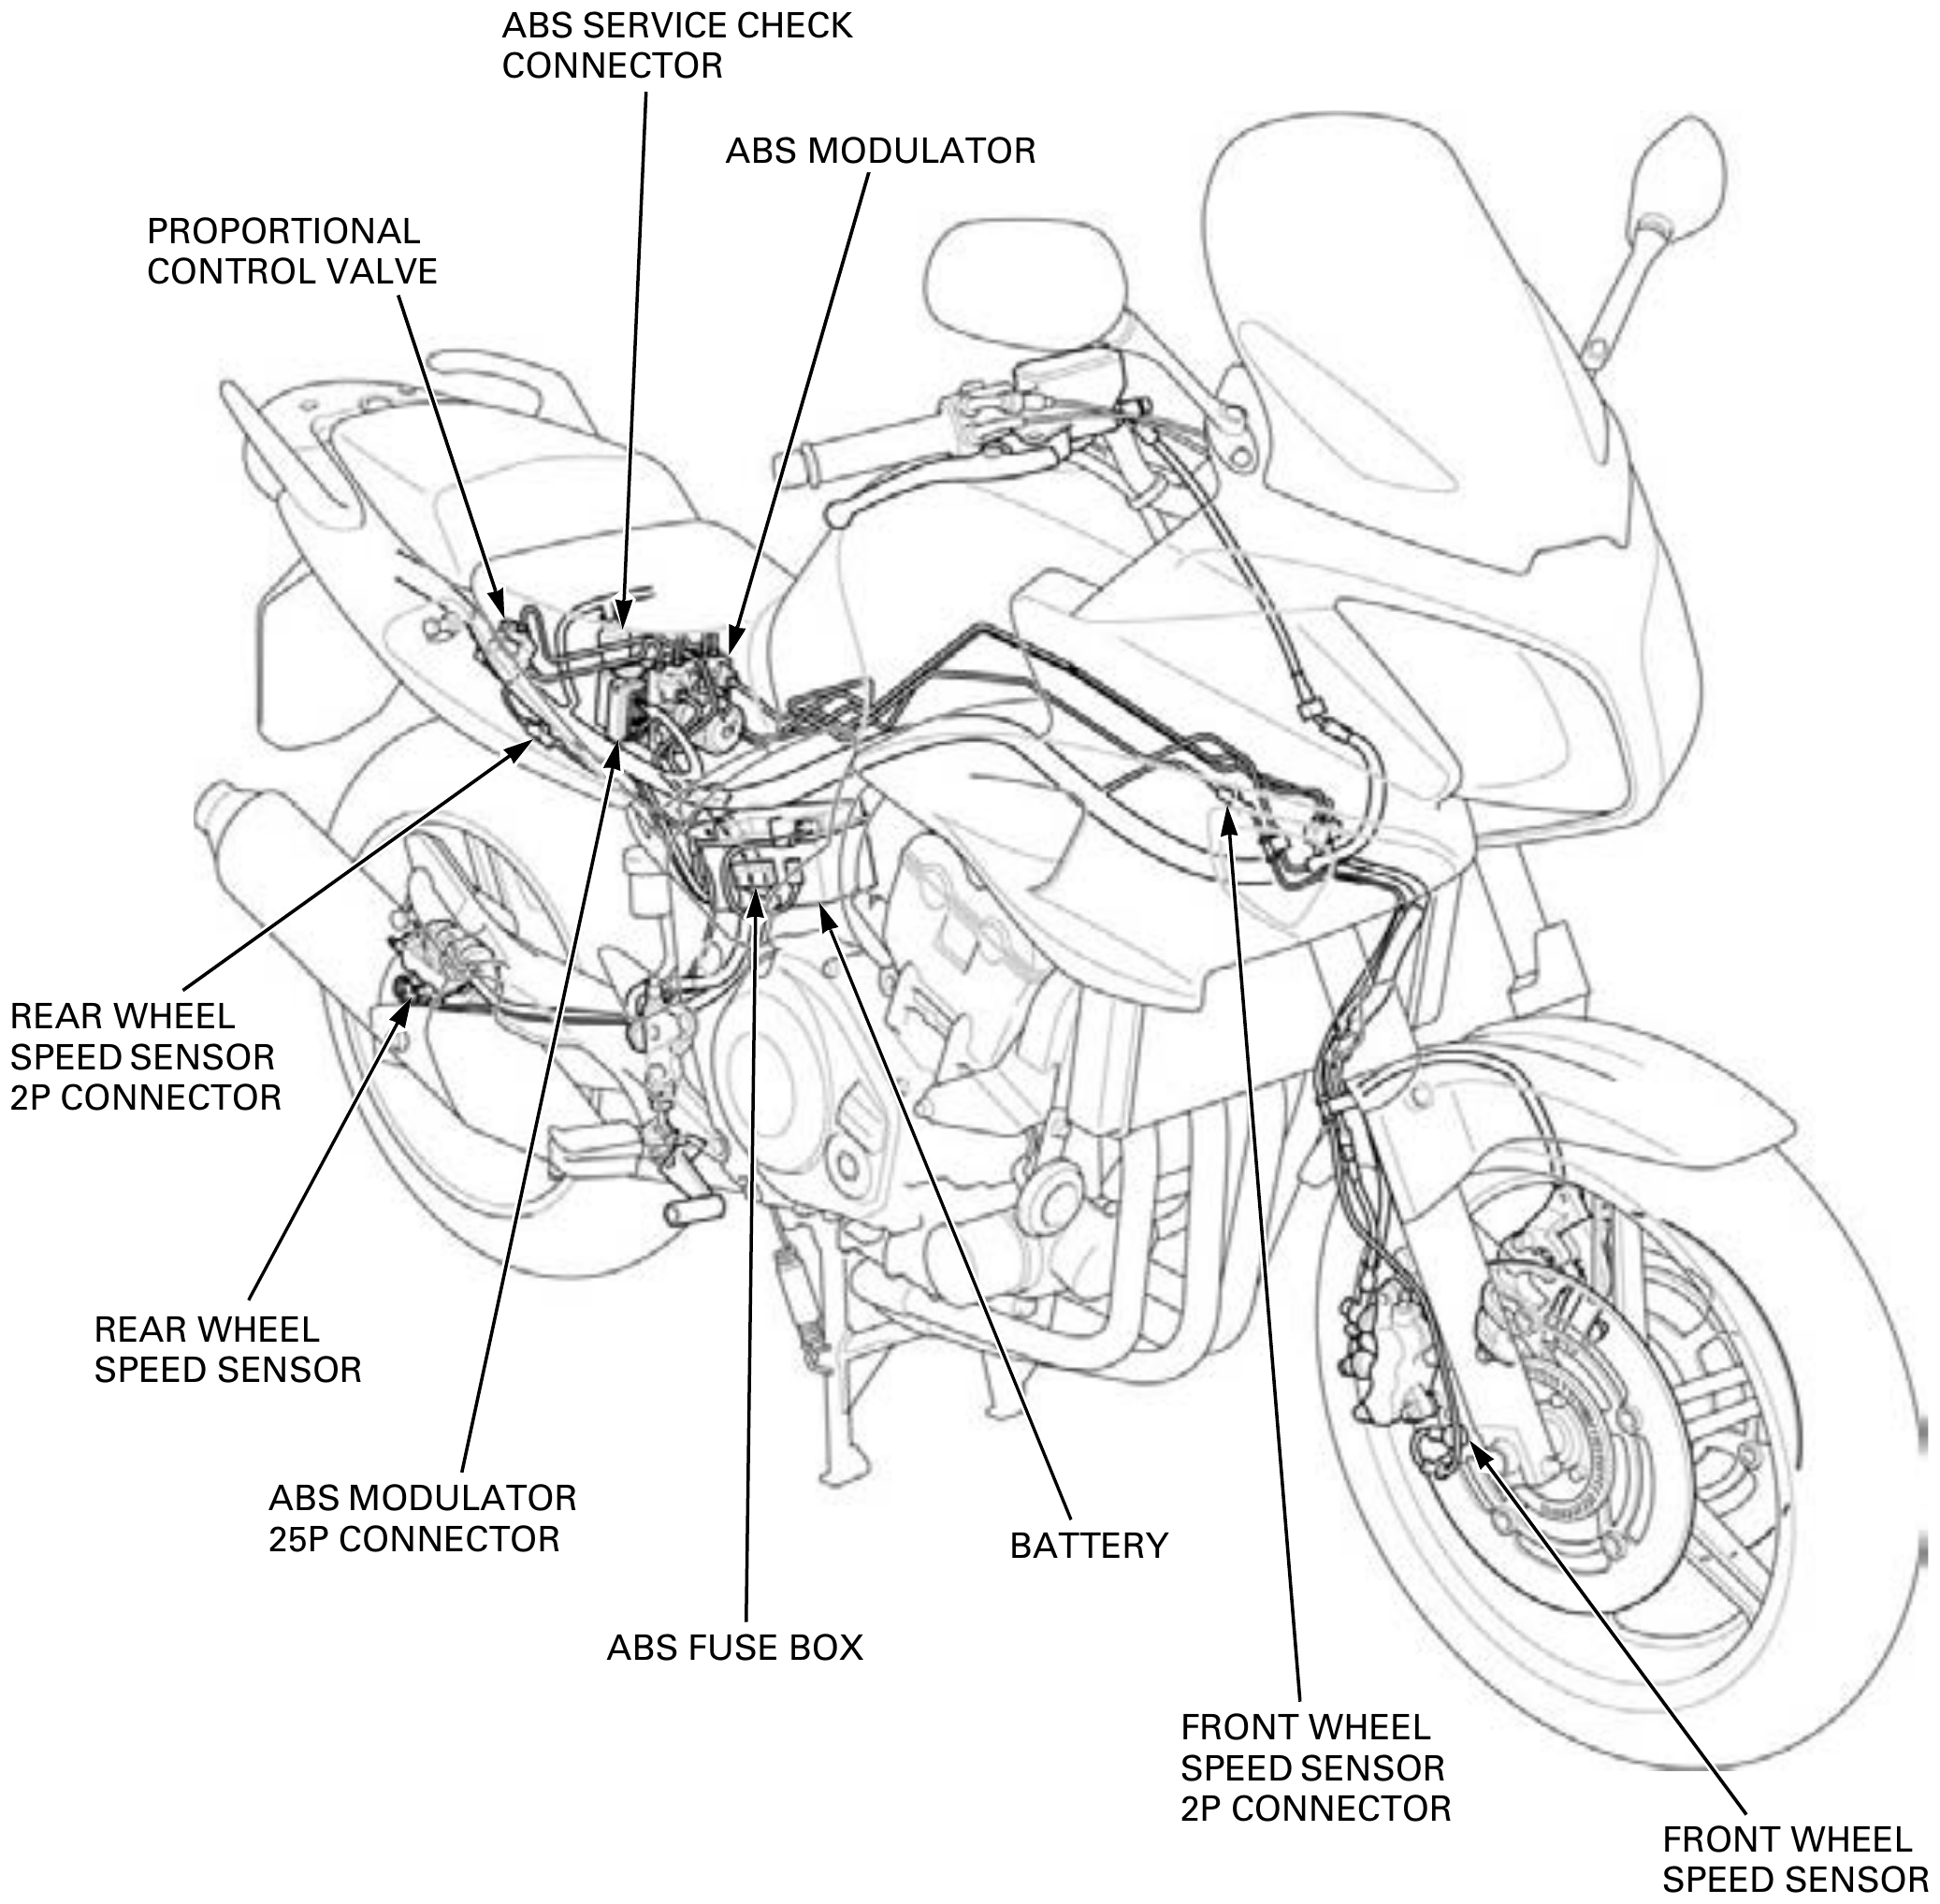 ABS SERVICE CHECK
CONNECTOR
ABS MODULATOR
PROPORTIONAL
CONTROL VALVE
REAR WHEEL
SPEED SENSOR
2P CONNECTOR
REAR WHEEL
SPEED SENSOR
ABS MODULATOR
25P CONNECTOR
BATTERY
ABS FUSE BOX
FRONT WHEEL
SPEED SENSOR
2P CONNECTOR
FRONT WHEEL
SPEED SENSOR